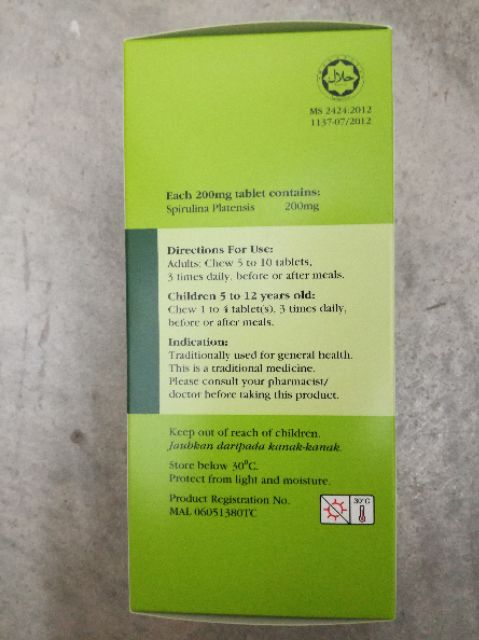 حلال
MS 2424:2012
1137-07/2012
Each 200mg tablet contains:
Spirulina Platensis 200mg
Directions For Use:
Adults: Chew 5 to 10 tablets,
3 times daily, before or after meals.
Children 5 to 12 years old:
Chew 1 to 4 tablet(s), 3 times daily,
before or after meals.
Indication:
Traditionally used for general health.
This is a traditional medicine.
Please consult your pharmacist/
doctor before taking this product.
Keep out of reach of children.
Jauhkan daripada kanak-kanak.
Store below 30⁰C.
Protect from light and moisture.
Product Registration No.
MAL 06051380TC
30°C